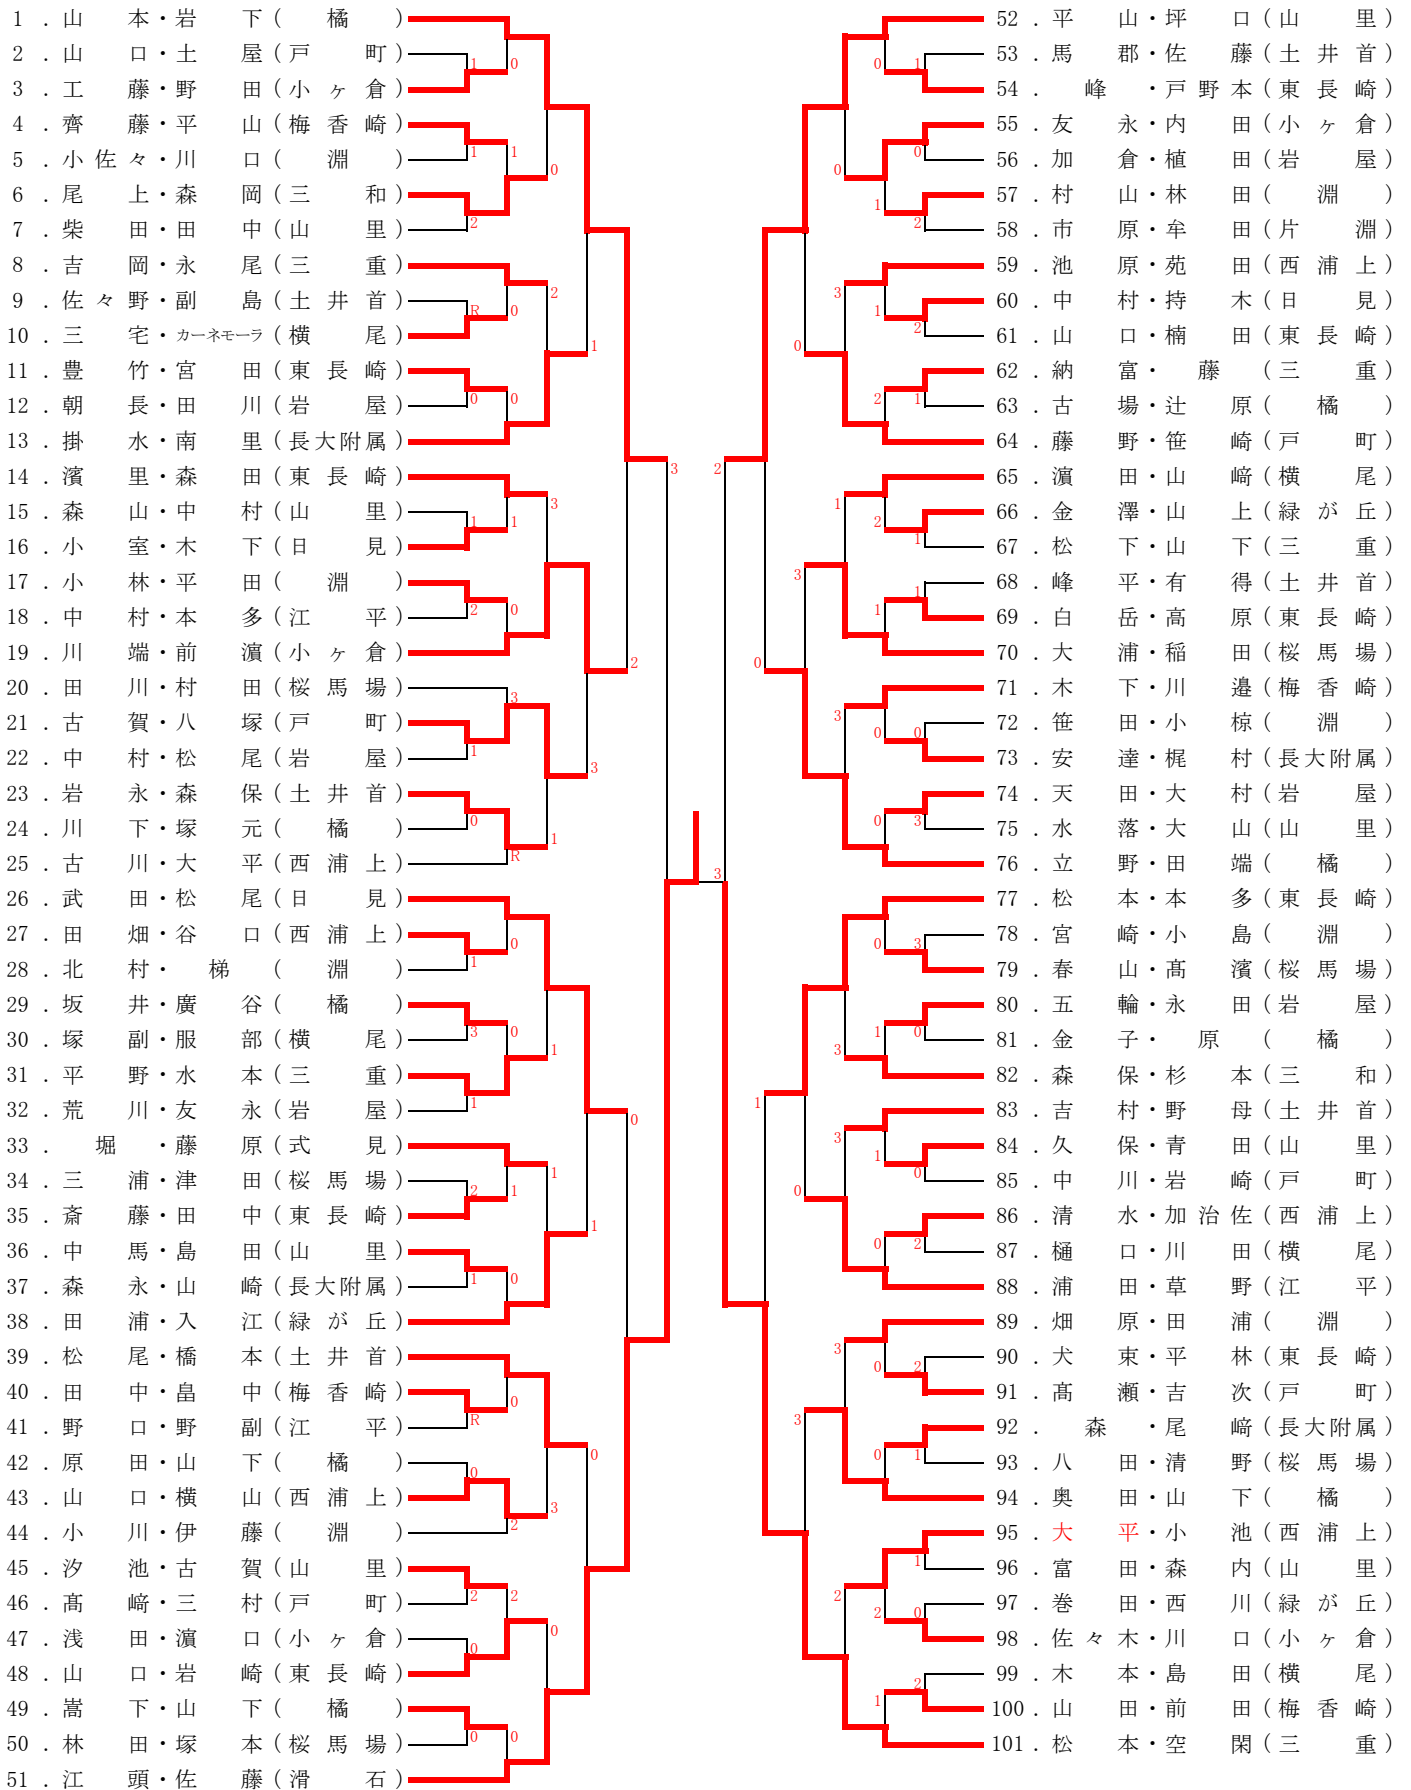 1 . 山 本・岩 下 ( 橘 )
2 . 山 口・土 屋 ( 戸 町 )
3 . 工 藤・野 田 ( 小 ヶ 倉 )
4 . 齊 藤・平 山 ( 梅 香 崎 )
5 . 小 佐 々・川 口 ( 淵 )
6 . 尾 上・森 岡 ( 三 和 )
7 . 柴 田・田 中 ( 山 里 )
8 . 吉 岡・永 尾 ( 三 重 )
9 . 佐 々 野・副 島 ( 土 井 首 )
10 . 三 宅・カーネモーラ ( 横 尾 )
11 . 豊 竹・宮 田 ( 東 長 崎 )
12 . 朝 長・田 川 ( 岩 屋 )
13 . 掛 水・南 里 ( 長大附属 )
14 . 濱 里・森 田 ( 東 長 崎 )
15 . 森 山・中 村 ( 山 里 )
16 . 小 室・木 下 ( 日 見 )
17 . 小 林・平 田 ( 淵 )
18 . 中 村・本 多 ( 江 平 )
19 . 川 端・前 濵 ( 小 ヶ 倉 )
20 . 田 川・村 田 ( 桜 馬 場 )
21 . 古 賀・八 塚 ( 戸 町 )
22 . 中 村・松 尾 ( 岩 屋 )
23 . 岩 永・森 保 ( 土 井 首 )
24 . 川 下・塚 元 ( 橘 )
25 . 古 川・大 平 ( 西 浦 上 )
26 . 武 田・松 尾 ( 日 見 )
27 . 田 畑・谷 口 ( 西 浦 上 )
28 . 北 村・ 梯 ( 淵 )
29 . 坂 井・廣 谷 ( 橘 )
30 . 塚 副・服 部 ( 横 尾 )
31 . 平 野・水 本 ( 三 重 )
32 . 荒 川・友 永 ( 岩 屋 )
33 . 堀 ・藤 原 ( 式 見 )
34 . 三 浦・津 田 ( 桜 馬 場 )
35 . 斎 藤・田 中 ( 東 長 崎 )
36 . 中 馬・島 田 ( 山 里 )
37 . 森 永・山 崎 ( 長大附属 )
38 . 田 浦・入 江 ( 緑 が 丘 )
39 . 松 尾・橋 本 ( 土 井 首 )
40 . 田 中・畠 中 ( 梅 香 崎 )
41 . 野 口・野 副 ( 江 平 )
42 . 原 田・山 下 ( 橘 )
43 . 山 口・横 山 ( 西 浦 上 )
44 . 小 川・伊 藤 ( 淵 )
45 . 汐 池・古 賀 ( 山 里 )
46 . 髙 﨑・三 村 ( 戸 町 )
47 . 浅 田・濵 口 ( 小 ヶ 倉 )
48 . 山 口・岩 崎 ( 東 長 崎 )
49 . 嵩 下・山 下 ( 橘 )
50 . 林 田・塚 本 ( 桜 馬 場 )
51 . 江 頭・佐 藤 ( 滑 石 )
52 . 平 山・坪 口 ( 山 里 )
53 . 馬 郡・佐 藤 ( 土 井 首 )
54 . 峰 ・戸 野 本 ( 東 長 崎 )
55 . 友 永・内 田 ( 小 ヶ 倉 )
56 . 加 倉・植 田 ( 岩 屋 )
57 . 村 山・林 田 ( 淵 )
58 . 市 原・牟 田 ( 片 淵 )
59 . 池 原・苑 田 ( 西 浦 上 )
60 . 中 村・持 木 ( 日 見 )
61 . 山 口・楠 田 ( 東 長 崎 )
62 . 納 富・ 藤 ( 三 重 )
63 . 古 場・辻 原 ( 橘 )
64 . 藤 野・笹 崎 ( 戸 町 )
65 . 濵 田・山 﨑 ( 横 尾 )
66 . 金 澤・山 上 ( 緑 が 丘 )
67 . 松 下・山 下 ( 三 重 )
68 . 峰 平・有 得 ( 土 井 首 )
69 . 白 岳・高 原 ( 東 長 崎 )
70 . 大 浦・稲 田 ( 桜 馬 場 )
71 . 木 下・川 邉 ( 梅 香 崎 )
72 . 笹 田・小 椋 ( 淵 )
73 . 安 達・梶 村 ( 長大附属 )
74 . 天 田・大 村 ( 岩 屋 )
75 . 水 落・大 山 ( 山 里 )
76 . 立 野・田 端 ( 橘 )
77 . 松 本・本 多 ( 東 長 崎 )
78 . 宮 崎・小 島 ( 淵 )
79 . 春 山・髙 濱 ( 桜 馬 場 )
80 . 五 輪・永 田 ( 岩 屋 )
81 . 金 子・ 原 ( 橘 )
82 . 森 保・杉 本 ( 三 和 )
83 . 吉 村・野 母 ( 土 井 首 )
84 . 久 保・青 田 ( 山 里 )
85 . 中 川・岩 崎 ( 戸 町 )
86 . 清 水・加 治 佐 ( 西 浦 上 )
87 . 樋 口・川 田 ( 横 尾 )
88 . 浦 田・草 野 ( 江 平 )
89 . 畑 原・田 浦 ( 淵 )
90 . 犬 束・平 林 ( 東 長 崎 )
91 . 髙 瀬・吉 次 ( 戸 町 )
92 . 森 ・尾 﨑 ( 長大附属 )
93 . 八 田・清 野 ( 桜 馬 場 )
94 . 奥 田・山 下 ( 橘 )
95 . 大 平・小 池 ( 西 浦 上 )
96 . 富 田・森 内 ( 山 里 )
97 . 巻 田・西 川 ( 緑 が 丘 )
98 . 佐 々 木・川 口 ( 小 ヶ 倉 )
99 . 木 本・島 田 ( 横 尾 )
100 . 山 田・前 田 ( 梅 香 崎 )
101 . 松 本・空 閑 ( 三 重 )